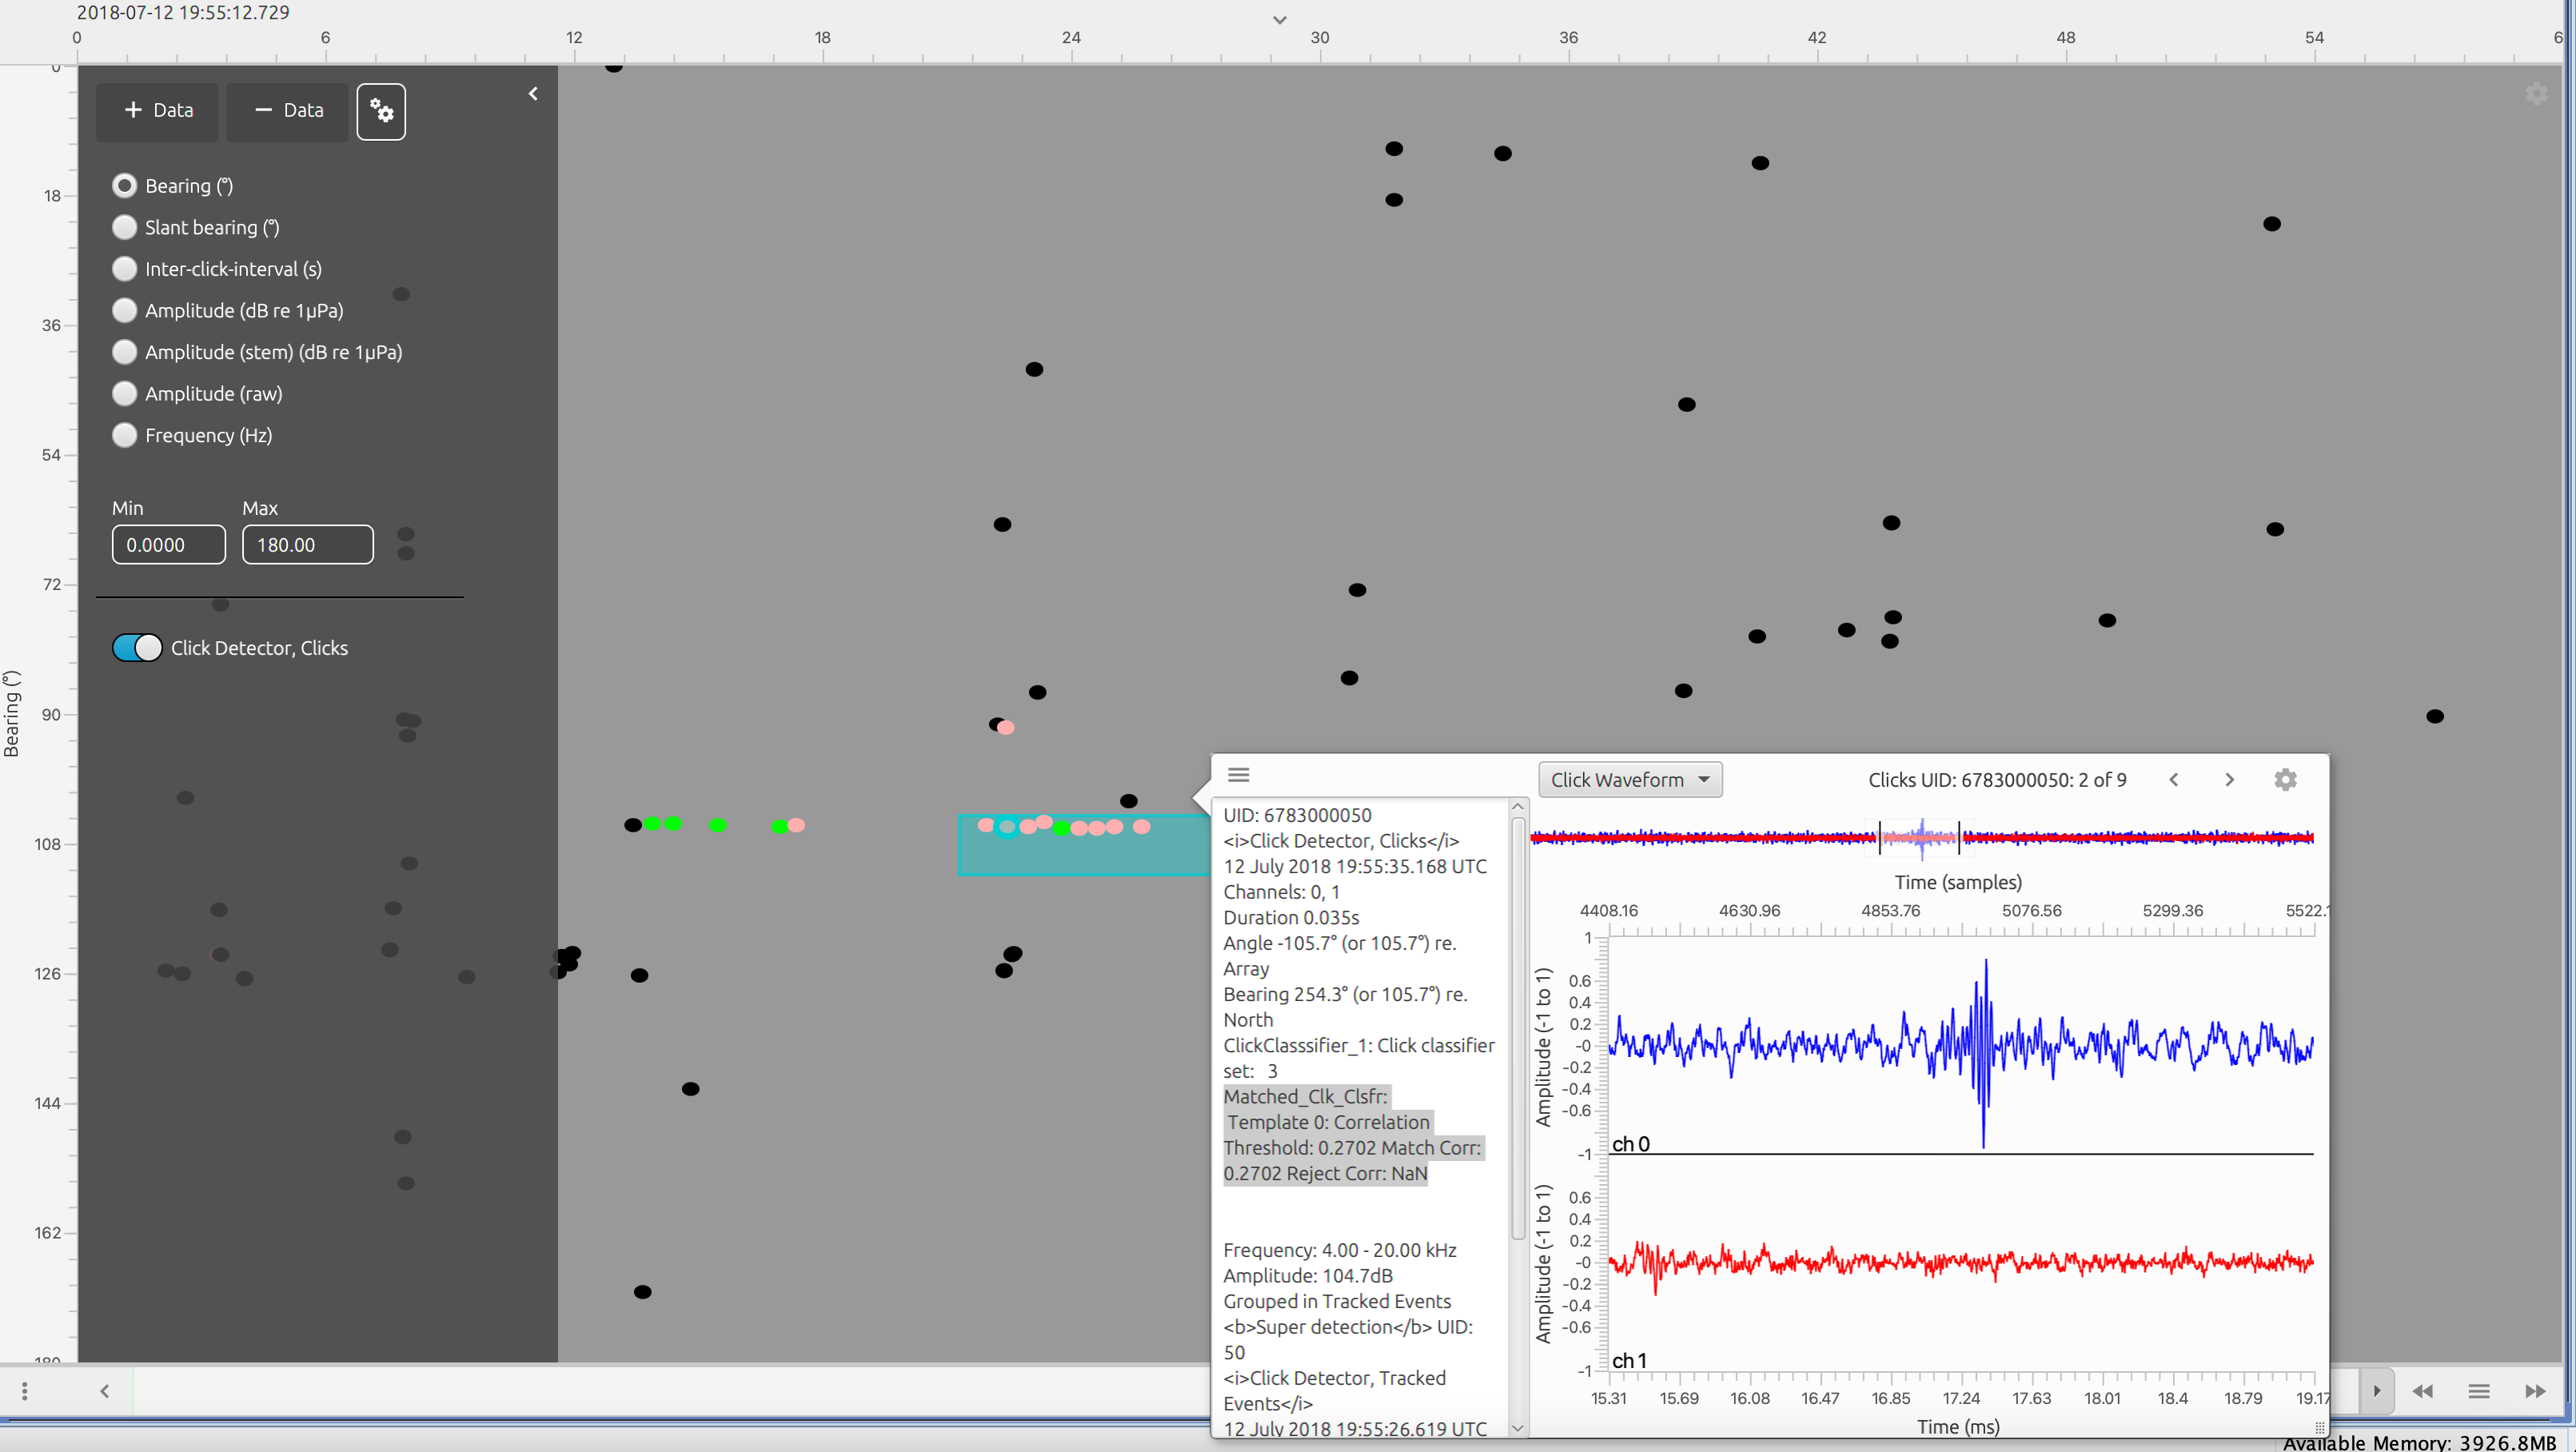 2018-07-12 19:55:12.729
0 6 12 18 24 30 36 42 48 54 6
0
+ Data — Data
Bearing (°)
18
Slant bearing (°)
Inter-click-interval (s)
Amplitude (dB re 1µPa)
36
Amplitude (stem) (dB re 1µPa)
Amplitude (raw)
Frequency (Hz)
54
Min Max
0.0000 180.00
72
Click Detector, Clicks
Bearing (°)
90
108
126
144
162
180
UID: 6783000050
<i>Click Detector, Clicks</i>
12 July 2018 19:55:35.168 UTC
Channels: 0, 1
Duration 0.035s
Angle -105.7° (or 105.7°) re.
Array
Bearing 254.3° (or 105.7°) re.
North
ClickClasssifier_1: Click classifier
set: 3
Matched_Clk_Clsfr:
Template 0: Correlation
Threshold: 0.2702 Match Corr:
0.2702 Reject Corr: NaN
Frequency: 4.00 - 20.00 kHz
Amplitude: 104.7dB
Grouped in Tracked Events
<b>Super detection</b> UID:
50
<i>Click Detector, Tracked
Events</i>
12 July 2018 19:55:26.619 UTC
Click Waveform
Clicks UID: 6783000050: 2 of 9
Time (samples)
4408.16 4630.96 4853.76 5076.56 5299.36 5522.1
Amplitude (-1 to 1)
1
0.6
0.4
0.2
-0
-0.2
-0.4
-0.6
-1
ch 0
Amplitude (-1 to 1)
0.6
0.4
0.2
-0
-0.2
-0.4
-0.6
-1
ch 1
15.31 15.69 16.08 16.47 16.85 17.24 17.63 18.01 18.4 18.79 19.17
Time (ms)
Available Memory: 3926.8MB